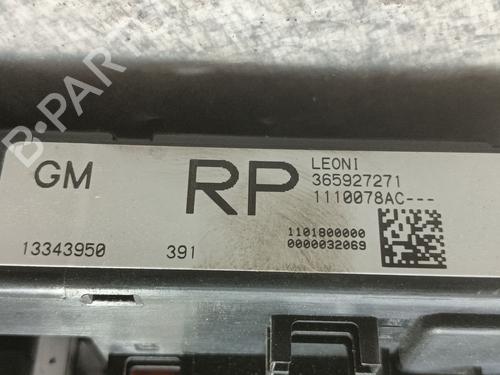 B-PARTS
GM
RP
LEONI
365927271
1110078AC---
13343950
391
1101800000
0000032069